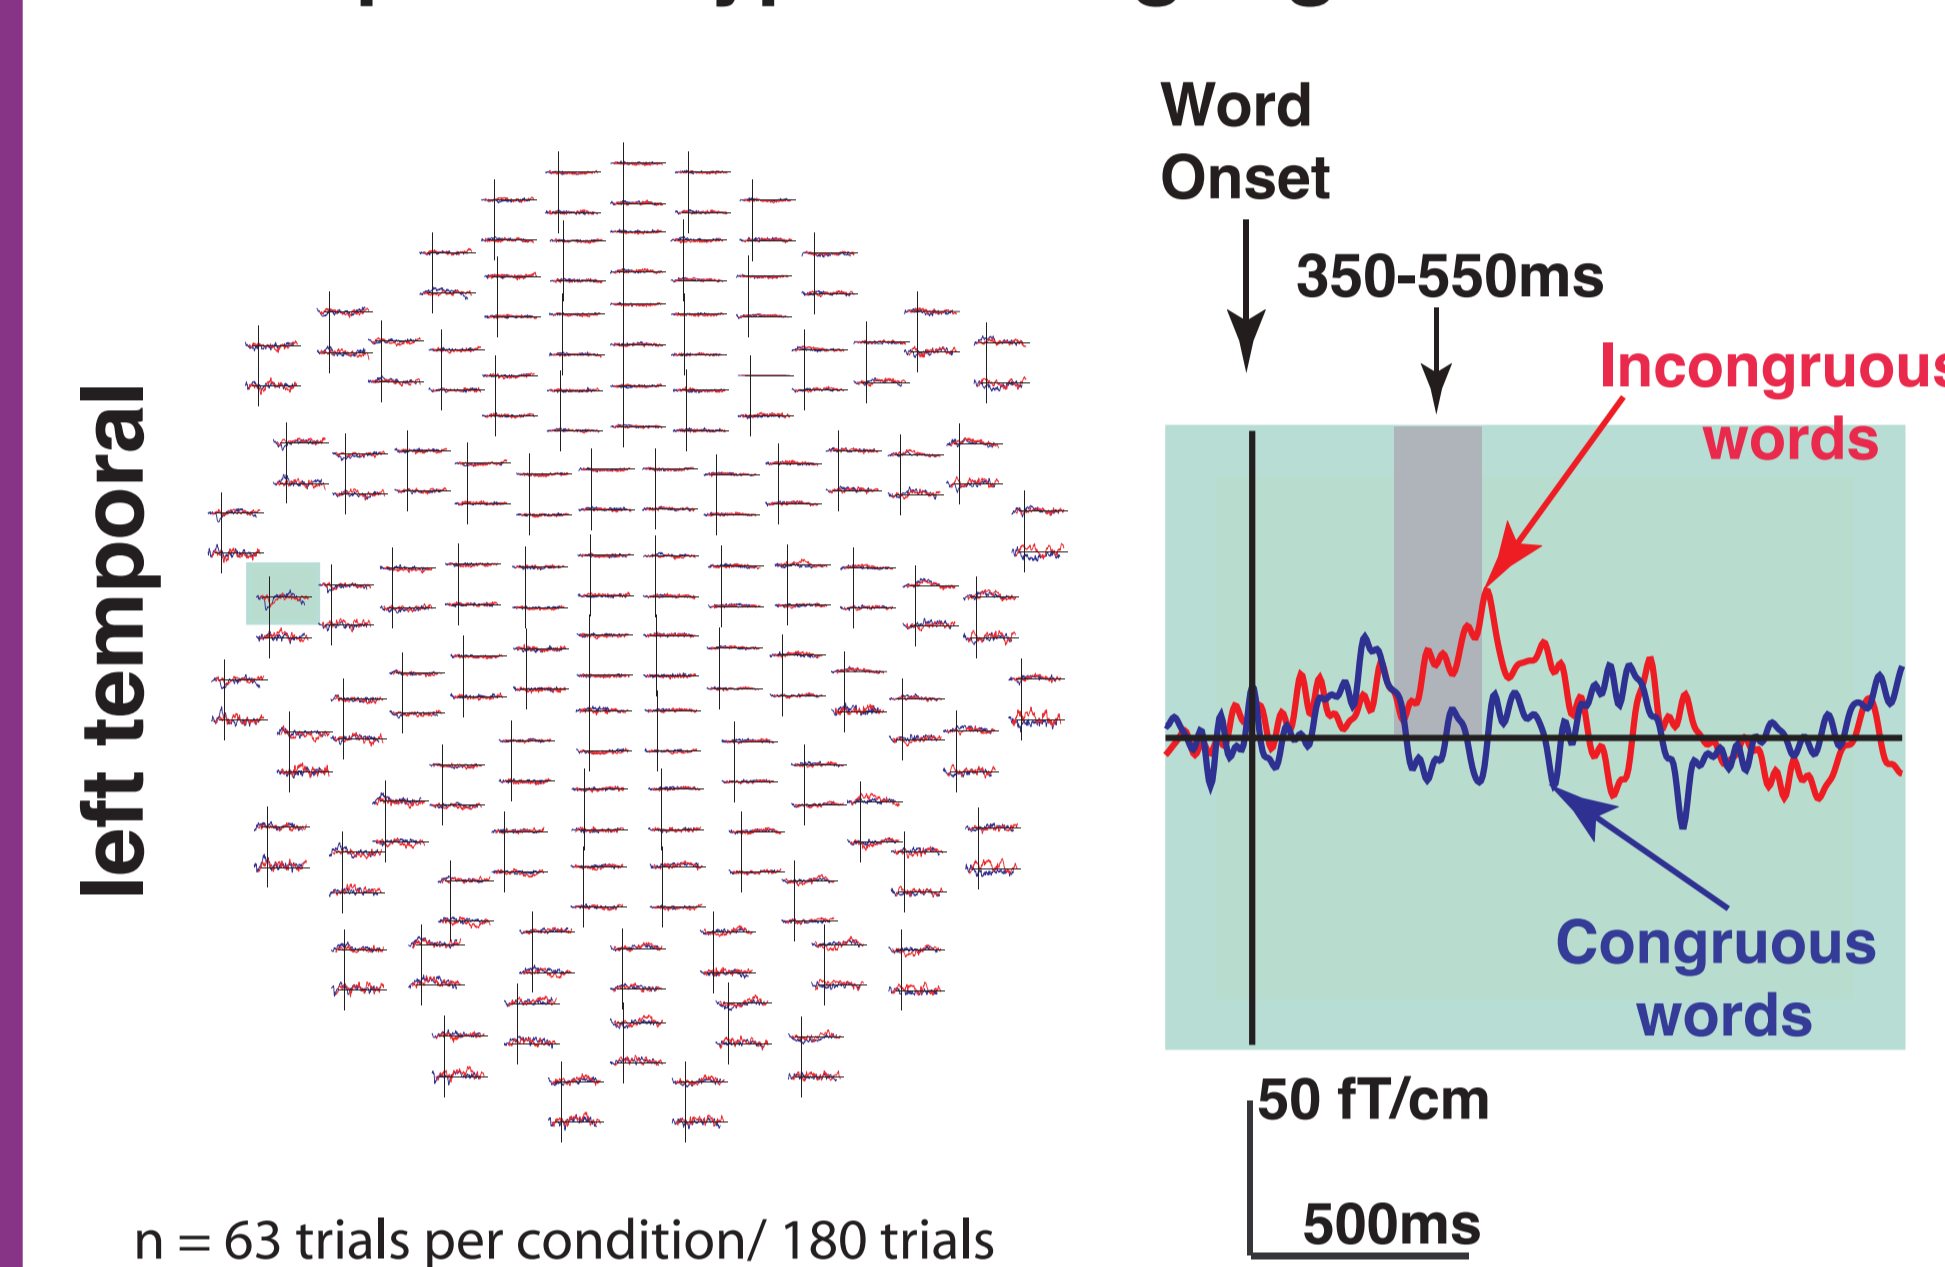 left temporal
Word
Onset
350-550ms
Incongruous
words
Congruous
words
50 fT/cm
500ms
n = 63 trials per condition/ 180 trials